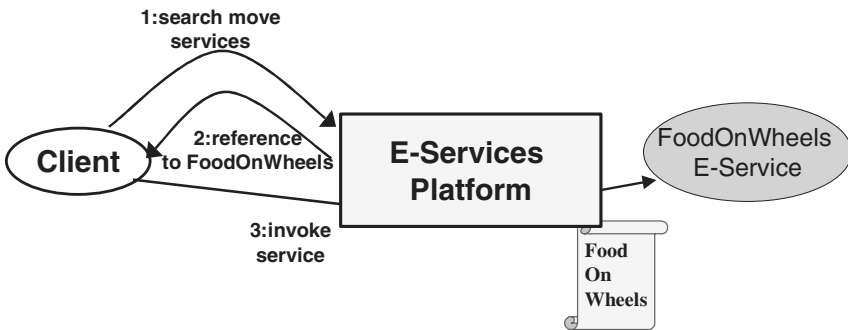 1:search move
services
2:reference
to FoodOnWheels
Client
E-Services
Platform
FoodOnWheels
E-Service
3:invoke
service
Food
On
Wheels